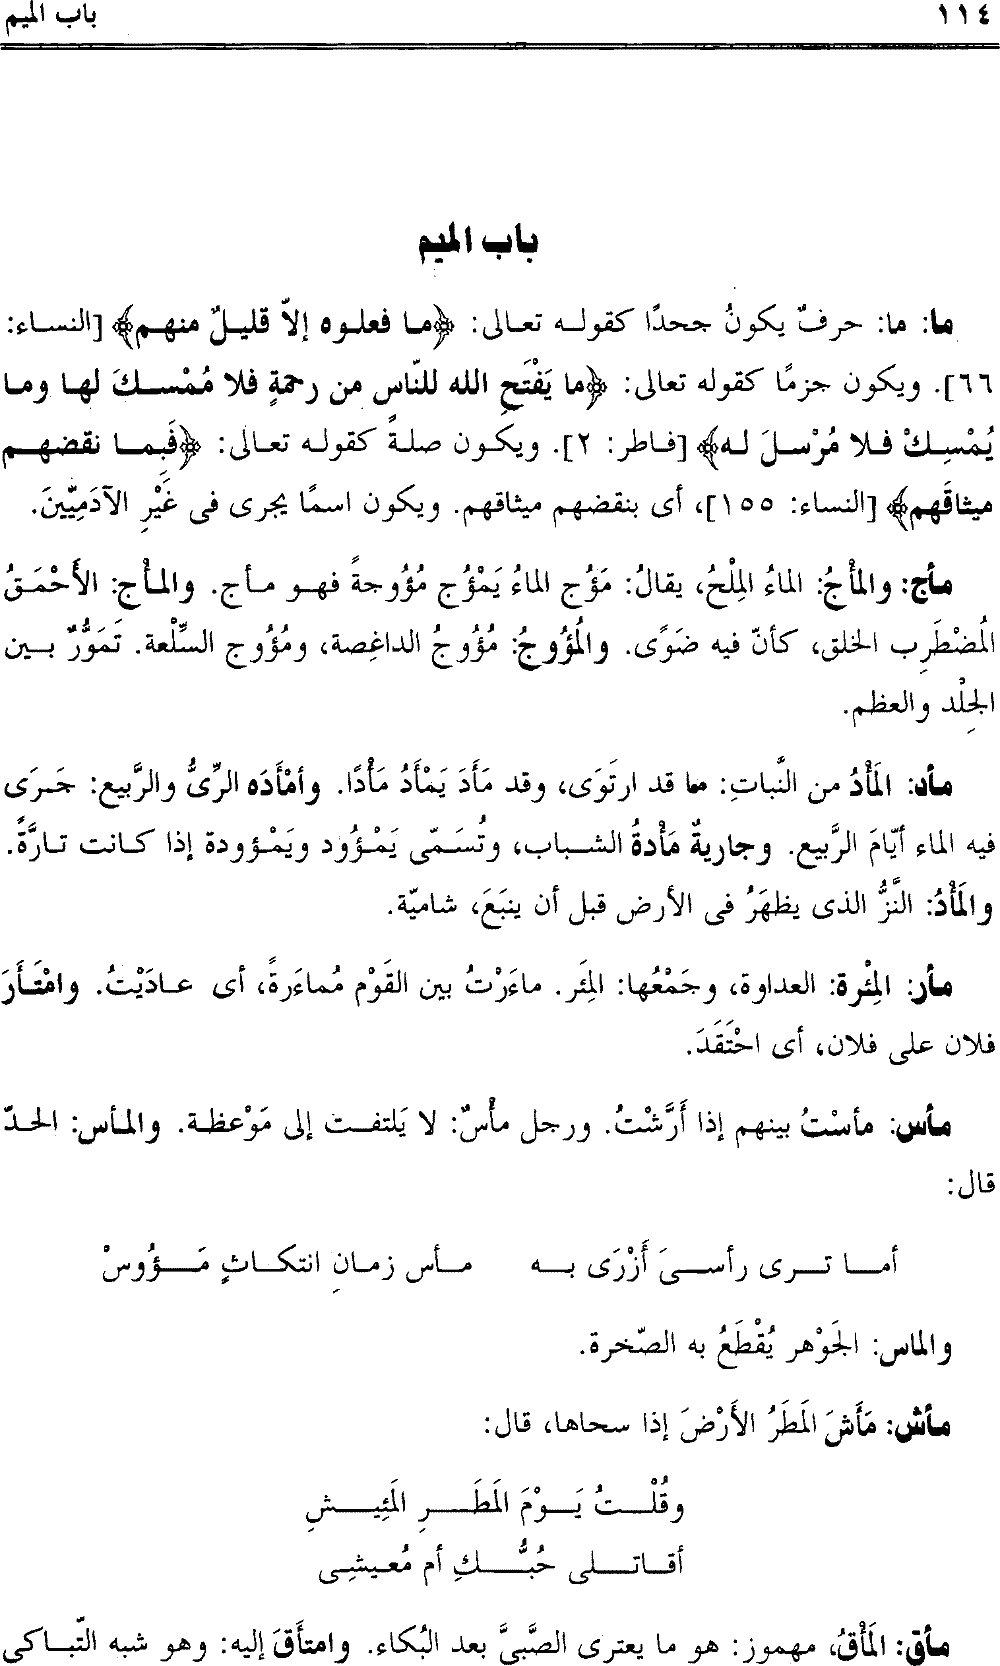 ١١٤
باب الميم
باب الميم
ما: ما: حرفٌ يكونُ جحدًا كقوله تعالى: ﴿ما فعلوه إلاّ قليلٌ منهم﴾ [النساء:
٦٦]. ويكون جزمًا كقوله تعالى: ﴿ما يَفْتَحِ الله للنّاس من رحمةٍ فلا مُمْسكَ لها وما
يُمْسِكْ فلا مُرْسلَ له﴾ [فاطر: ٢]. ويكون صلةً كقوله تعالى: ﴿فَبِما نقضهم
ميثاقَهم﴾ [النساء: ١٥٥]، أى بنقضهم ميثاقهم. ويكون اسمًا يجرى فى غَيْرِ الآدَمِيّينَ.
مأج: والمأْجُ: الماءُ المِلْحُ، يقالُ: مَؤُج الماءُ يَمْؤُج مُؤُوجةً فهو مأج. والمأْج: الأَحْمَقُ
المُضْطَرِب الخلق، كأنّ فيه ضَوًى. والمُؤُوجُ: مُؤُوجُ الداغِصة، ومُؤُوج السِّلْعة. تَمَوُّرٌ بين
الجِلْد والعظم.
مأد: المَأْدُ من النَّباتِ: مما قد ارتَوَى، وقد مَأَدَ يَمْأَدُ مَأْدًا. وأمْأَدَه الرِّىُّ والرَّبيع: جَرَى
فيه الماء أيّامَ الرَّبيع. وجاريةٌ مَأْدةُ الشباب، وتُسَمّى يَمْؤُود ويَمْؤودة إذا كانت تارَّةً.
والمَأْدُ: النَّزُّ الذى يظهَرُ فى الأرض قبل أن ينبَعَ، شاميّة.
مأر: المِئْرة: العداوة، وجَمْعُها: المِئَر. ماءَرْتُ بين القَوْم مُماءَرةً، أى عادَيْتُ. وامْتَأَرَ
فلان على فلان، أى احْتَقَدَ.
مأس: مأسْتُ بينهم إذا أَرَّشْتُ. ورجل مأْسٌ: لا يَلتفت إلى مَوْعظة. والمأس: الحدّ
قال:
أما ترى رأسىَ أَزْرَى به    مأس زمانِ انتكاثٍ مَؤُوسْ
والماس: الجَوْهر يُقْطَعُ به الصّخرة.
مأش: مَأَشَ المَطَرُ الأَرْضَ إذا سحاها، قال:
وقُلْتُ يَوْمَ المَطَرِ المَئِيشِ
أقاتلى حُبُّكِ أم مُعيشِى
مأق: المَأْقُ، مهموز: هو ما يعترى الصَّبىَّ بعد البُكاء. وامتأَقَ إليه: وهو شبه التّباكى